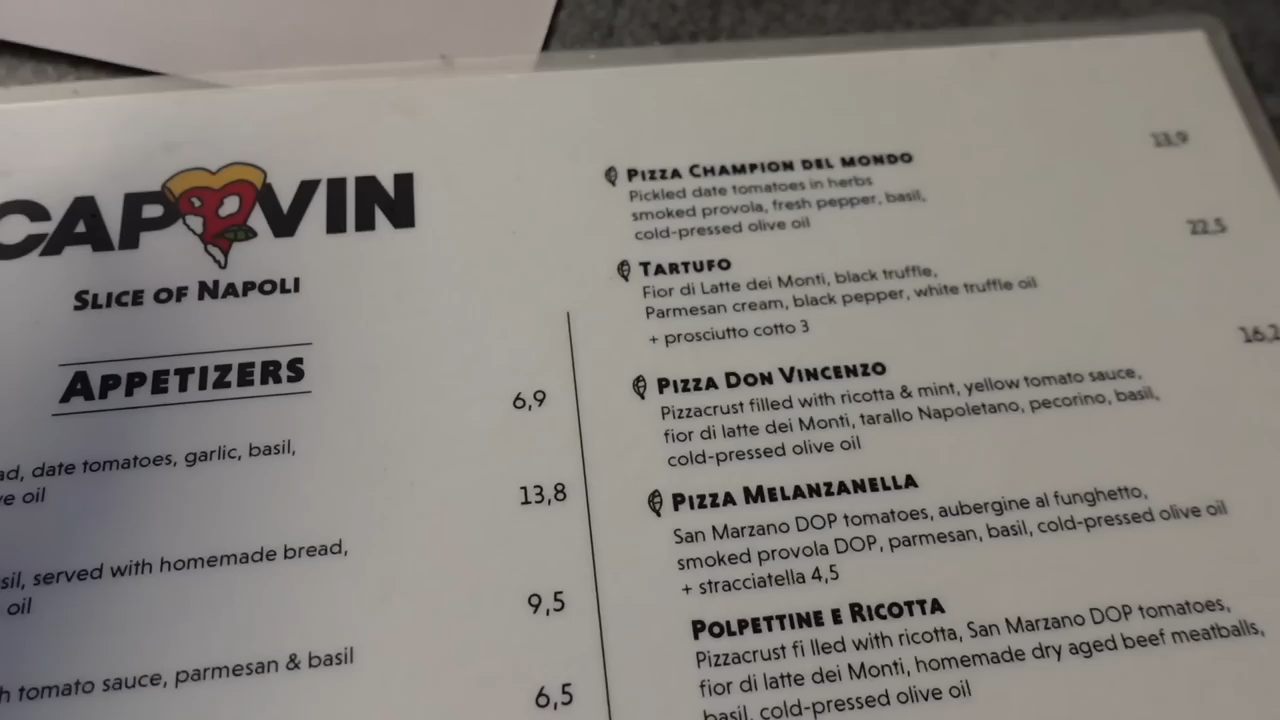 CAP VIN
SLICE OF NAPOLI
APPETIZERS
6,9
date tomatoes, garlic, basil,
oil
13,8
served with homemade bread,
oil
9,5
tomato sauce, parmesan & basil
6,5
PIZZA CHAMPION DEL MONDO 13,9
Pickled date tomatoes in herbs
smoked provola, fresh pepper, basil,
cold-pressed olive oil
TARTUFO 22,5
Fior di Latte dei Monti, black truffle,
Parmesan cream, black pepper, white truffle oil
+ prosciutto cotto 3
PIZZA DON VINCENZO
Pizzacrust filled with ricotta & mint, yellow tomato sauce,
fior di latte dei Monti, tarallo Napoletano, pecorino, basil,
cold-pressed olive oil
PIZZA MELANZANELLA
San Marzano DOP tomatoes, aubergine al funghetto,
smoked provola DOP, parmesan, basil, cold-pressed olive oil
+ stracciatella 4,5
POLPETTINE E RICOTTA
Pizzacrust fi lled with ricotta, San Marzano DOP tomatoes,
fior di latte dei Monti, homemade dry aged beef meatballs,
basil, cold-pressed olive oil